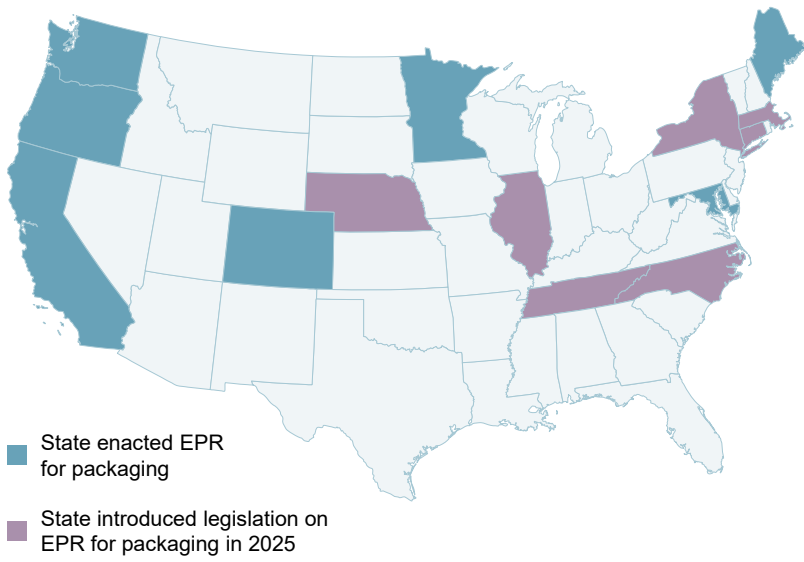 State enacted EPR
for packaging
State introduced legislation on
EPR for packaging in 2025